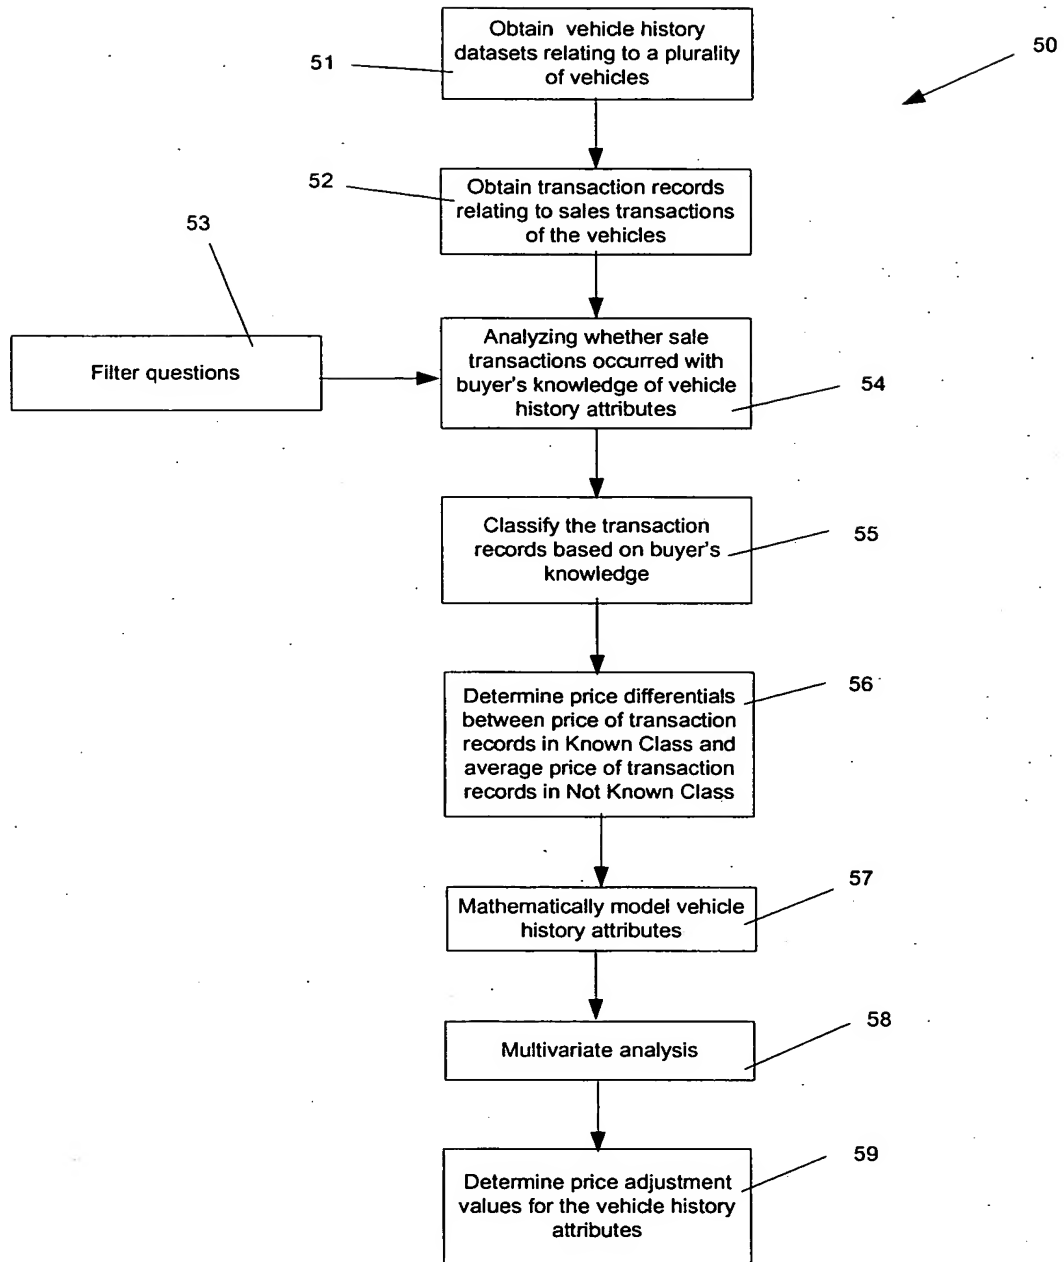 Obtain vehicle history
datasets relating to a plurality
of vehicles
51
50
Obtain transaction records
relating to sales transactions
of the vehicles
52
53
Filter questions
Analyzing whether sale
transactions occurred with
buyer's knowledge of vehicle
history attributes
54
Classify the transaction
records based on buyer's
knowledge
55
Determine price differentials
between price of transaction
records in Known Class and
average price of transaction
records in Not Known Class
56
Mathematically model vehicle
history attributes
57
Multivariate analysis
58
Determine price adjustment
values for the vehicle history
attributes
59